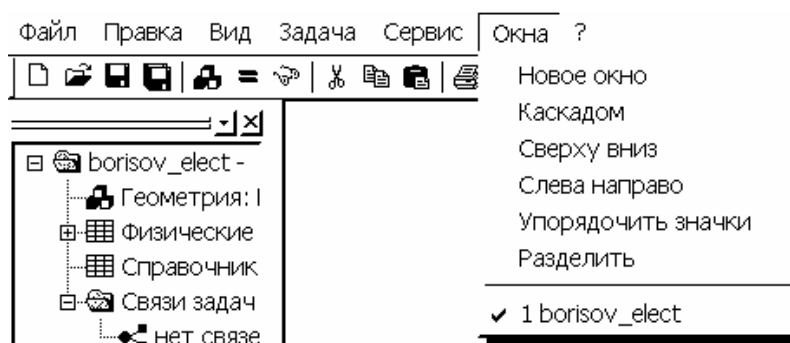 Файл Правка Вид Задача Сервис Окна ?
Новое окно
Каскадом
Сверху вниз
Слева направо
Упорядочить значки
Разделить
✓ 1 borisov_elect
borisov_elect -
Геометрия:
Физические
Справочник
Связи задач
нет связе